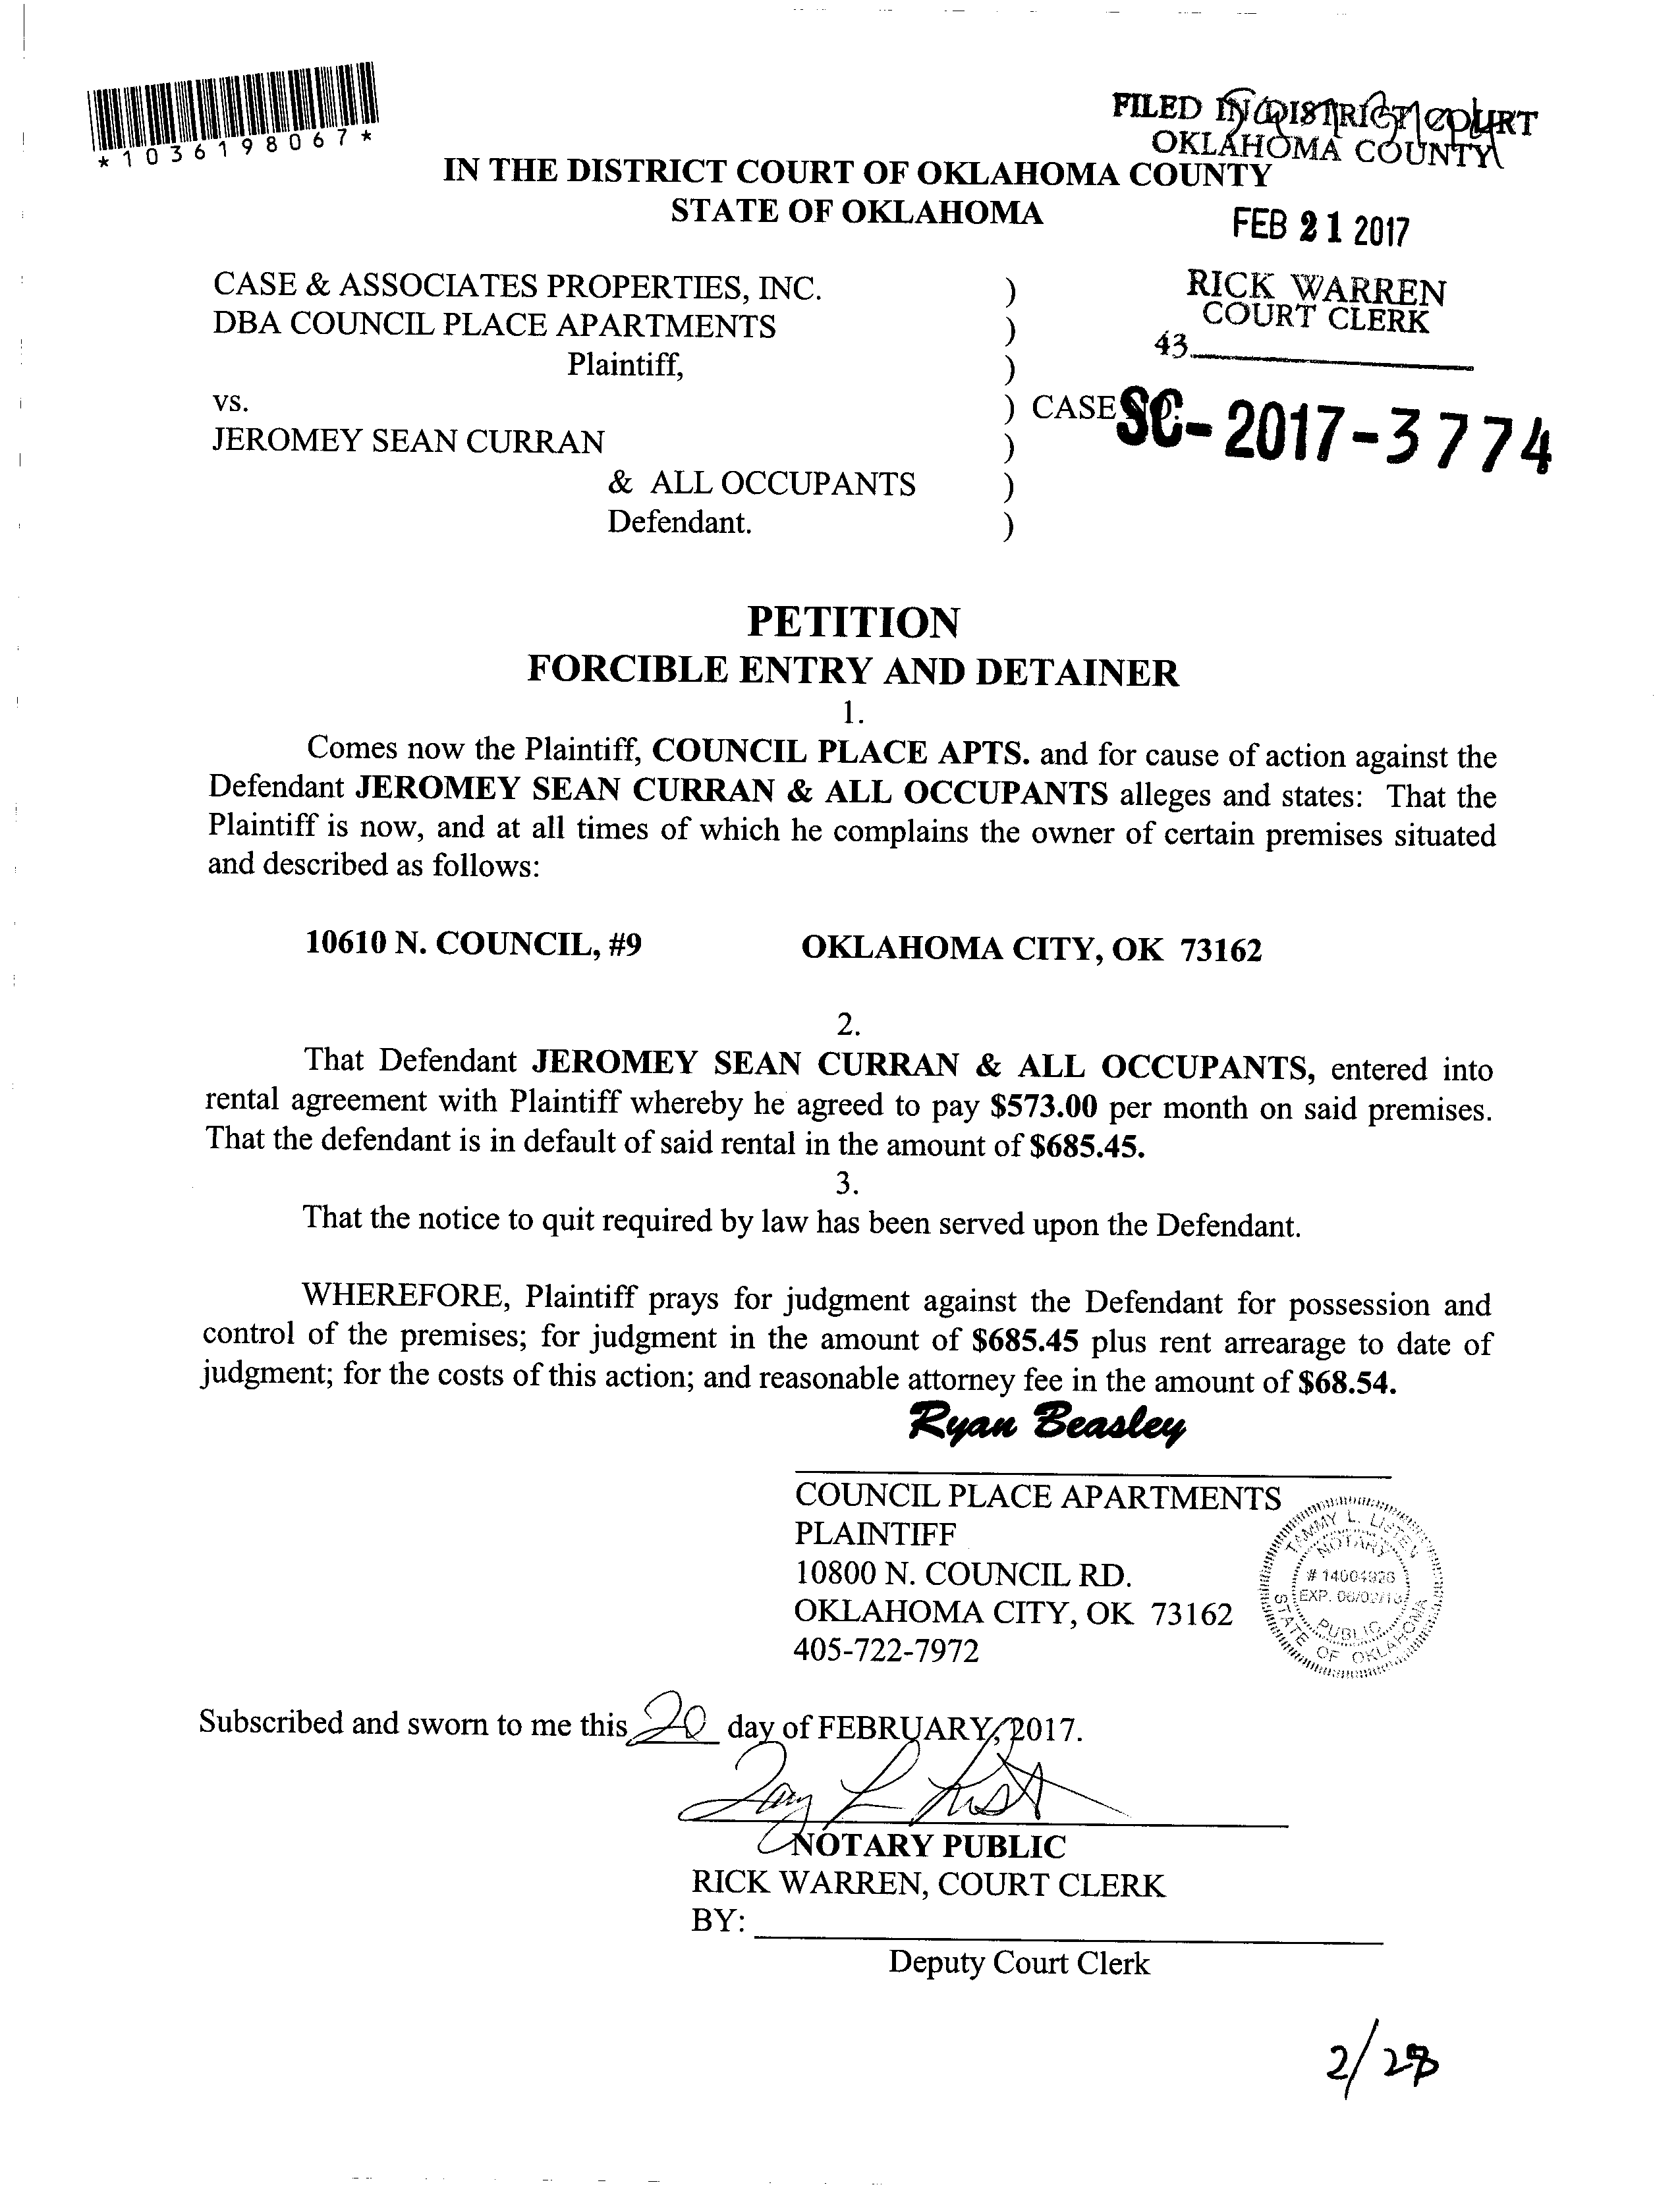 *1036198067*
FILED IN DISTRICT COURT
OKLAHOMA COUNTY
IN THE DISTRICT COURT OF OKLAHOMA COUNTY
STATE OF OKLAHOMA
FEB 21 2017
CASE & ASSOCIATES PROPERTIES, INC. )
DBA COUNCIL PLACE APARTMENTS )
Plaintiff, )
RICK WARREN
COURT CLERK
43
vs. ) CASE NO. SC-2017-3774
JEROMEY SEAN CURRAN )
& ALL OCCUPANTS )
Defendant. )
PETITION
FORCIBLE ENTRY AND DETAINER
1.
Comes now the Plaintiff, COUNCIL PLACE APTS. and for cause of action against the
Defendant JEROMEY SEAN CURRAN & ALL OCCUPANTS alleges and states: That the
Plaintiff is now, and at all times of which he complains the owner of certain premises situated
and described as follows:
10610 N. COUNCIL, #9 OKLAHOMA CITY, OK 73162
2.
That Defendant JEROMEY SEAN CURRAN & ALL OCCUPANTS, entered into
rental agreement with Plaintiff whereby he agreed to pay $573.00 per month on said premises.
That the defendant is in default of said rental in the amount of $685.45.
3.
That the notice to quit required by law has been served upon the Defendant.
WHEREFORE, Plaintiff prays for judgment against the Defendant for possession and
control of the premises; for judgment in the amount of $685.45 plus rent arrearage to date of
judgment; for the costs of this action; and reasonable attorney fee in the amount of $68.54.
Ryan Beasley
COUNCIL PLACE APARTMENTS
PLAINTIFF
10800 N. COUNCIL RD.
OKLAHOMA CITY, OK 73162
405-722-7972
TAMMY L.
NOTARY
EXP.
PUBLIC
STATE OF OKLAHOMA
Subscribed and sworn to me this 20 day of FEBRUARY, 2017.
NOTARY PUBLIC
RICK WARREN, COURT CLERK
BY:
Deputy Court Clerk
2/28